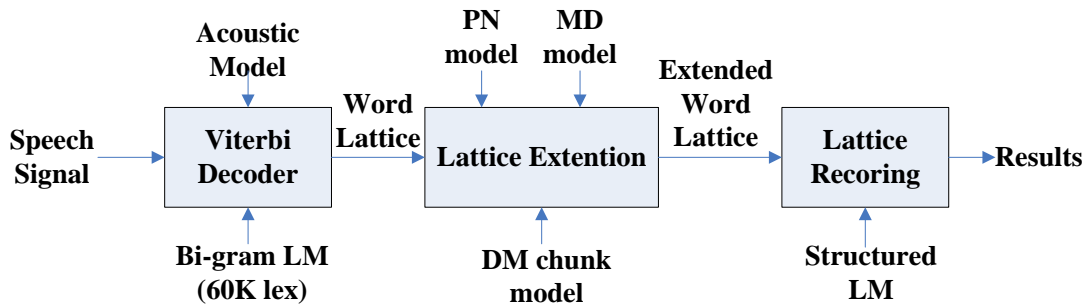 PN
model
MD
model
Acoustic
Model
Word
Lattice
Extended
Word
Lattice
Speech
Signal
Viterbi
Decoder
Lattice Extention
Lattice
Recoring
Results
Bi-gram LM
(60K lex)
DM chunk
model
Structured
LM